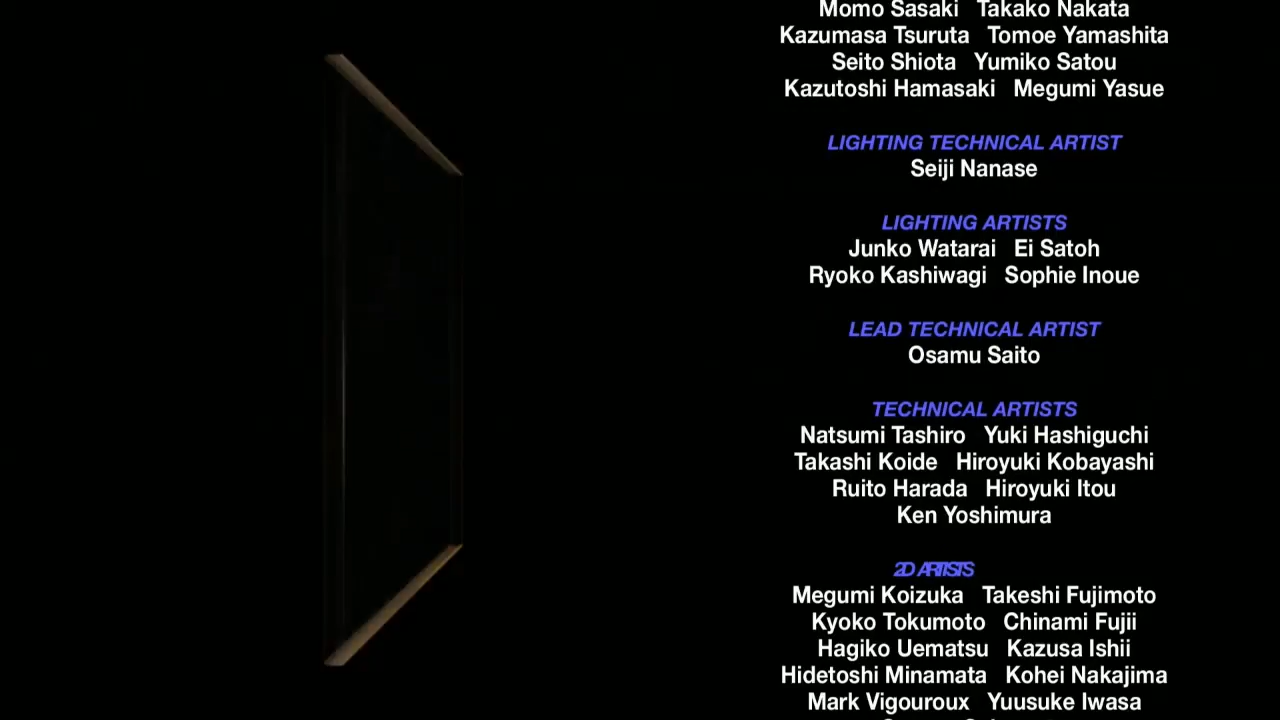 Momo Sasaki Takako Nakata
Kazumasa Tsuruta Tomoe Yamashita
Seito Shiota Yumiko Satou
Kazutoshi Hamasaki Megumi Yasue
LIGHTING TECHNICAL ARTIST
Seiji Nanase
LIGHTING ARTISTS
Junko Watarai Ei Satoh
Ryoko Kashiwagi Sophie Inoue
LEAD TECHNICAL ARTIST
Osamu Saito
TECHNICAL ARTISTS
Natsumi Tashiro Yuki Hashiguchi
Takashi Koide Hiroyuki Kobayashi
Ruito Harada Hiroyuki Itou
Ken Yoshimura
2D ARTISTS
Megumi Koizuka Takeshi Fujimoto
Kyoko Tokumoto Chinami Fujii
Hagiko Uematsu Kazusa Ishii
Hidetoshi Minamata Kohei Nakajima
Mark Vigouroux Yuusuke Iwasa